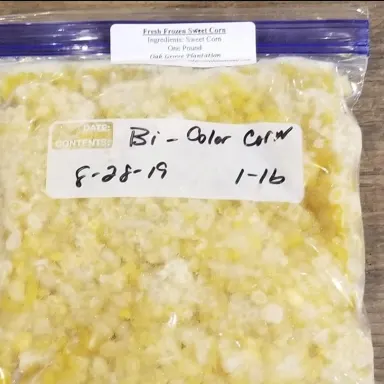 Fresh Frozen Sweet Corn
Ingredients: Sweet Corn
One Pound
Oak Grove Plantation
DATE: Bi-Color Corn
CONTENTS:
8-28-19 1-16